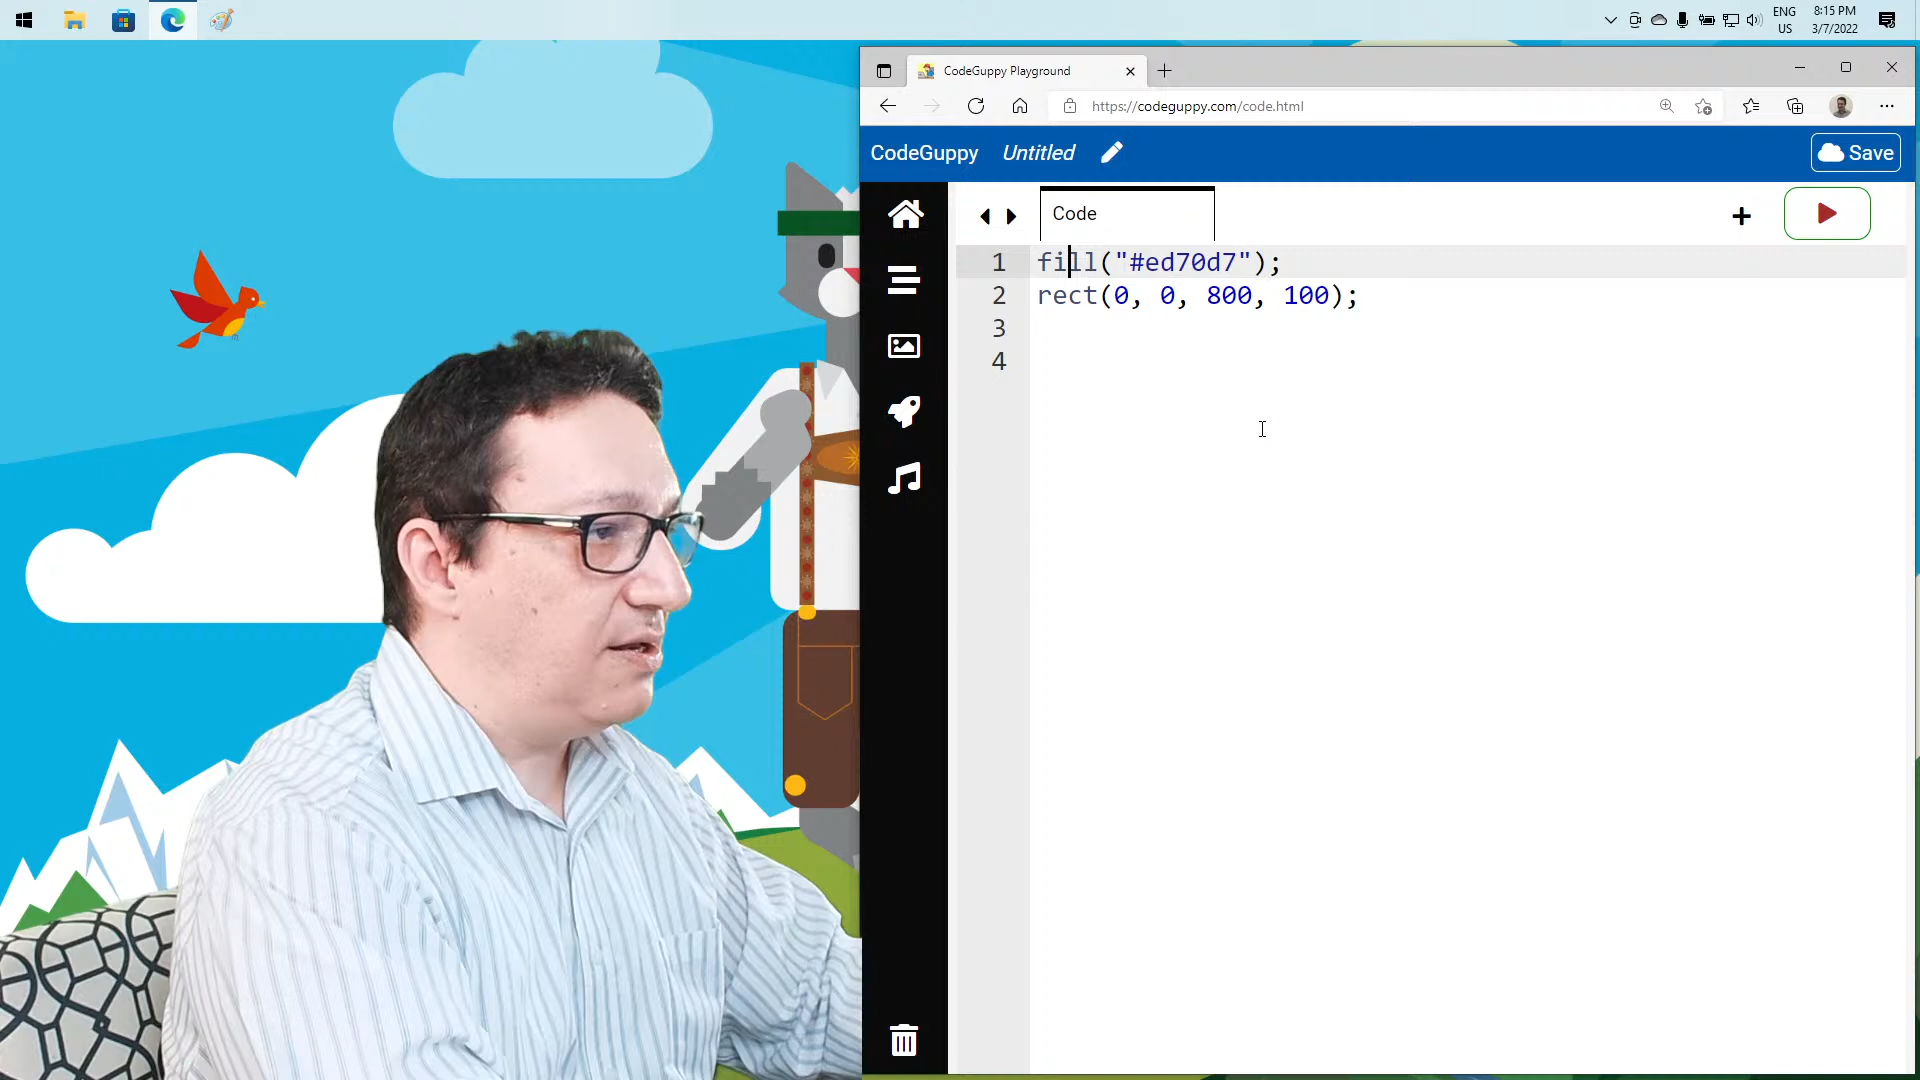 ENG
US
8:15 PM
3/7/2022
CodeGuppy Playground
https://codeguppy.com/code.html
CodeGuppy Untitled
Save
Code
1 fill("#ed70d7");
2 rect(0, 0, 800, 100);
3
4